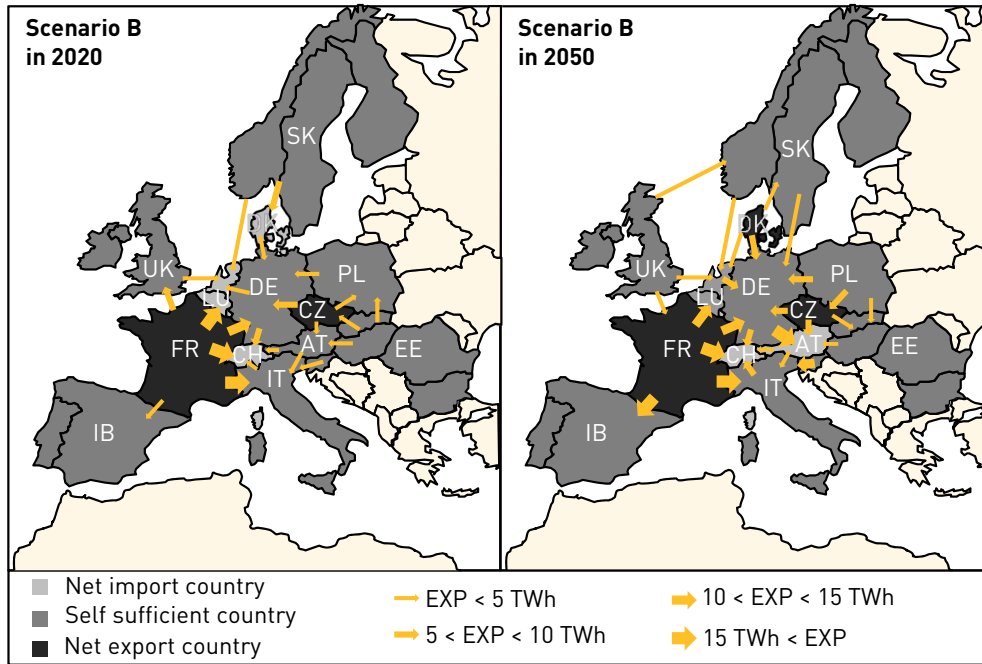 Scenario B
in 2020
SK
DK
UK
LU
DE
PL
CZ
FR
CH
AT
EE
IT
IB
Scenario B
in 2050
SK
DK
UK
LU
DE
PL
CZ
FR
CH
AT
EE
IT
IB
Net import country
Self sufficient country
Net export country
EXP < 5 TWh
5 < EXP < 10 TWh
10 < EXP < 15 TWh
15 TWh < EXP